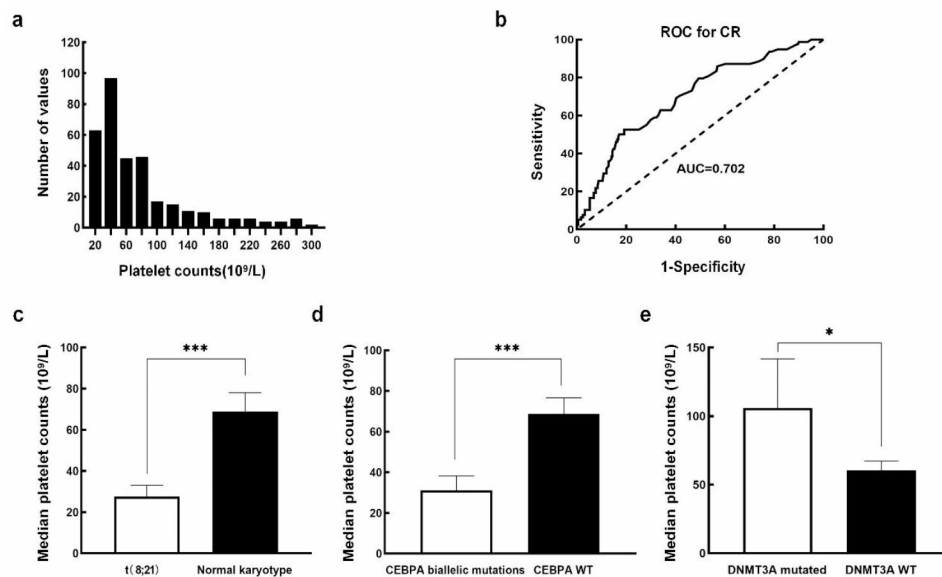 a
Number of values
120
100
80
60
40
20
0
20 60 100 140 180 220 260 300
Platelet counts(10⁹/L)
b
ROC for CR
Sensitivity
100
80
60
40
20
0
AUC=0.702
0 20 40 60 80 100
1-Specificity
c
Median platelet counts (10⁹/L)
100
80
60
40
20
0
***
t(8;21) Normal karyotype
d
Median platelet counts (10⁹/L)
100
80
60
40
20
0
***
CEBPA biallelic mutations CEBPA WT
e
Median platelet counts (10⁹/L)
150
100
50
0
*
DNMT3A mutated DNMT3A WT